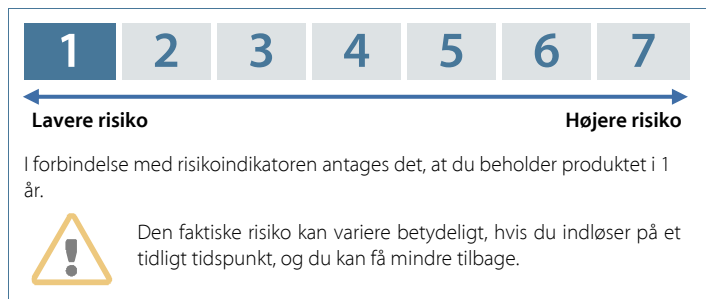 1 2 3 4 5 6 7
Lavere risiko Højere risiko
I forbindelse med risikoindikatoren antages det, at du beholder produktet i 1
år.
Den faktiske risiko kan variere betydeligt, hvis du indløser på et
tidligt tidspunkt, og du kan få mindre tilbage.